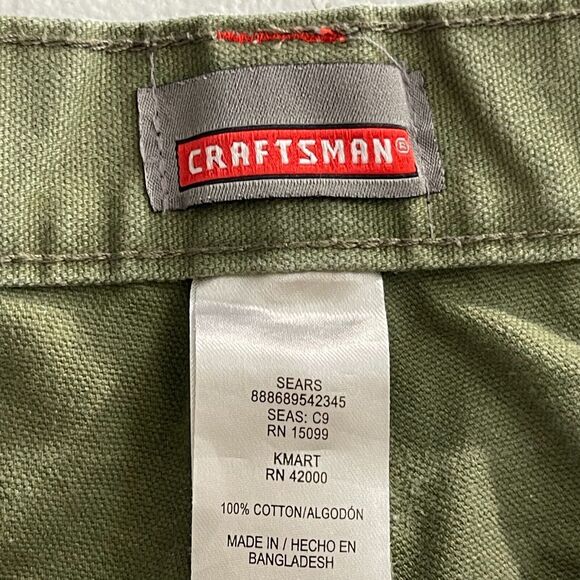 CRAFTSMAN®
SEARS
888689542345
SEAS: C9
RN 15099
KMART
RN 42000
100% COTTON/ALGODÓN
MADE IN / HECHO EN
BANGLADESH